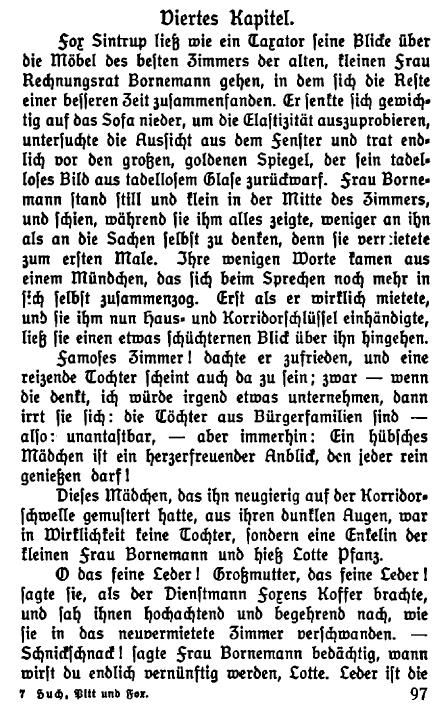 Viertes Kapitel.
Fox Sintrup ließ wie ein Taxator seine Blicke über
die Möbel des besten Zimmers der alten, kleinen Frau
Rechnungsrat Bornemann gehen, in dem sich die Reste
einer besseren Zeit zusammenfanden. Er senkte sich gewich-
tig auf das Sofa nieder, um die Elastizität auszuprobieren,
untersuchte die Aussicht aus dem Fenster und trat end-
lich vor den großen, goldenen Spiegel, der sein tadel-
loses Bild aus tadellosem Glase zurückwarf. Frau Borne-
mann stand still und klein in der Mitte des Zimmers,
und schien, während sie ihm alles zeigte, weniger an ihn
als an die Sachen selbst zu denken, denn sie vermietete
zum ersten Male. Ihre wenigen Worte kamen aus
einem Mündchen, das sich beim Sprechen noch mehr in
sich selbst zusammenzog. Erst als er wirklich mietete,
und sie ihm nun Haus- und Korridorschlüssel einhändigte,
ließ sie einen etwas schüchternen Blick über ihn hingehen.
Famoses Zimmer! dachte er zufrieden, und eine
reizende Tochter scheint auch da zu sein; zwar — wenn
die denkt, ich würde irgend etwas unternehmen, dann
irrt sie sich: die Töchter aus Bürgerfamilien sind —
also: unantastbar, — aber immerhin: Ein hübsches
Mädchen ist ein herzerfreuender Anblick, den jeder rein
genießen darf!
Dieses Mädchen, das ihn neugierig auf der Korridor-
schwelle gemustert hatte, aus ihren dunklen Augen, war
in Wirklichkeit keine Tochter, sondern eine Enkelin der
kleinen Frau Bornemann und hieß Lotte Pfanz.
O das feine Leder! Großmutter, das feine Leder!
sagte sie, als der Dienstmann Foxens Koffer brachte,
und sah ihnen hochachtend und begehrend nach, wie
sie in das neuvermietete Zimmer verschwanden. —
Schnickschnack! sagte Frau Bornemann bedächtig, wann
wirst du endlich vernünftig werden, Lotte. Leder ist die
7 Huch, Pitt und Fox. 97